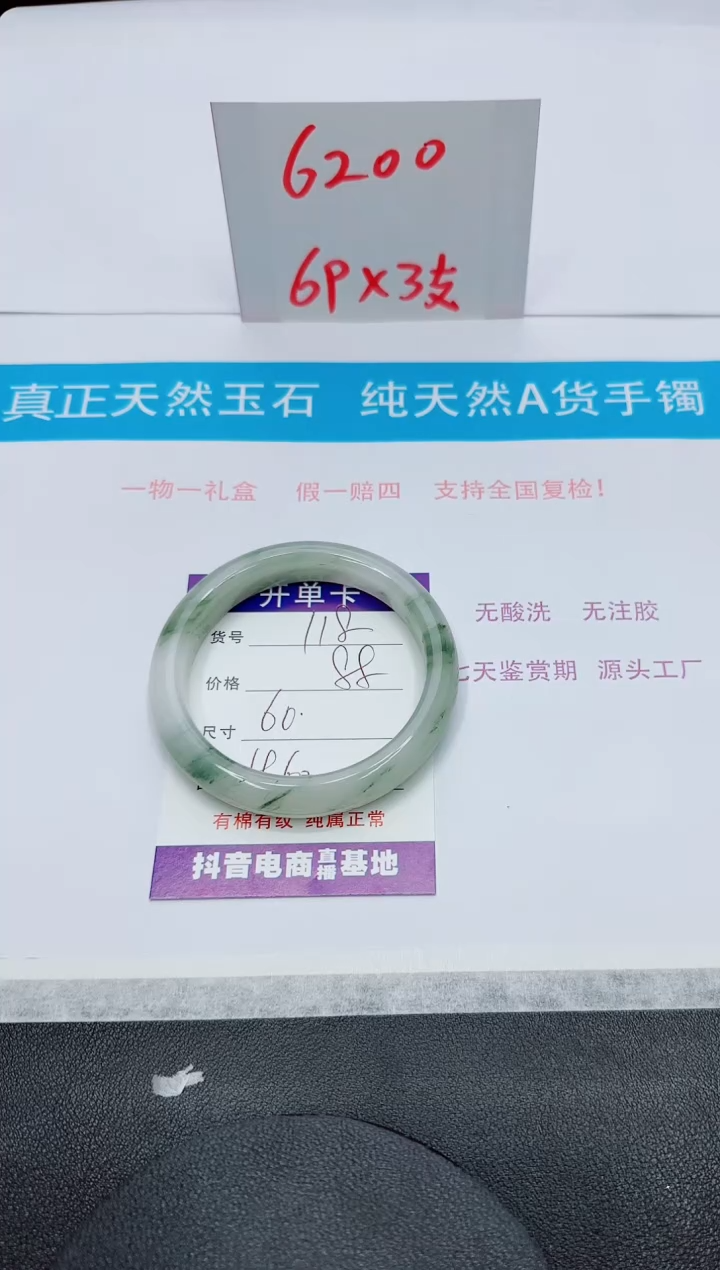 6200
6P×3支
真正天然玉石 纯天然A货手镯
一物一礼盒 假一赔四 支持全国复检!
无酸洗 无注胶
七天鉴赏期 源头工厂
开单卡
货号 118
价格 88
尺寸 60.
有棉有纹 纯属正常
抖音电商直播基地